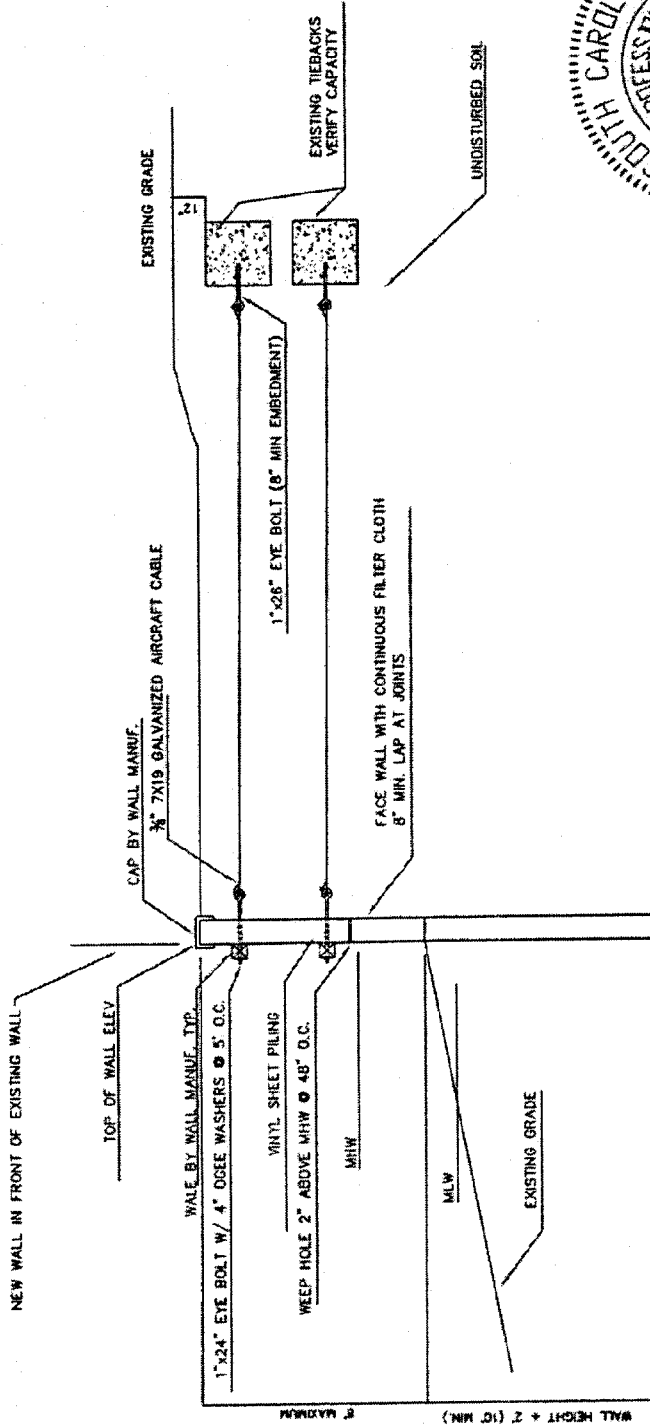 NEW WALL IN FRONT OF EXISTING WALL
TOP OF WALL ELEV
CAP BY WALL MANUF.
⅜" 7X19 GALVANIZED AIRCRAFT CABLE
EXISTING GRADE
12"
WALE BY WALL MANUF. TYP.
1"x24" EYE BOLT W/ 4" OGEE WASHERS @ 5' O.C.
1"x26" EYE BOLT (8" MIN EMBEDMENT)
EXISTING TIEBACKS
VERIFY CAPACITY
VINYL SHEET PILING
WEEP HOLE 2" ABOVE MHW @ 48" O.C.
MHW
FACE WALL WITH CONTINUOUS FILTER CLOTH
8" MIN. LAP AT JOINTS
UNDISTURBED SOIL
MLW
EXISTING GRADE
MAXIMUM
WALL HEIGHT + 2' (10' MIN.)
SOUTH CAROL